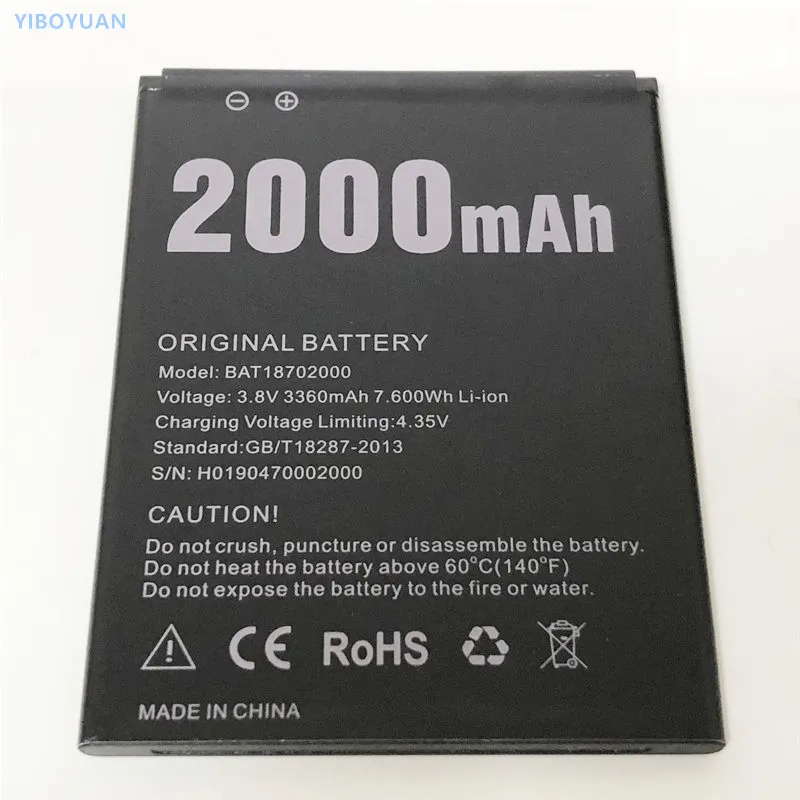 YIBOYUAN
2000mAh
ORIGINAL BATTERY
Model: BAT18702000
Voltage: 3.8V 3360mAh 7.600Wh Li-ion
Charging Voltage Limiting:4.35V
Standard:GB/T18287-2013
S/N: H0190470002000
CAUTION!
Do not crush, puncture or disassemble the battery.
Do not heat the battery above 60°C(140°F)
Do not expose the battery to the fire or water.
CE RoHS
MADE IN CHINA